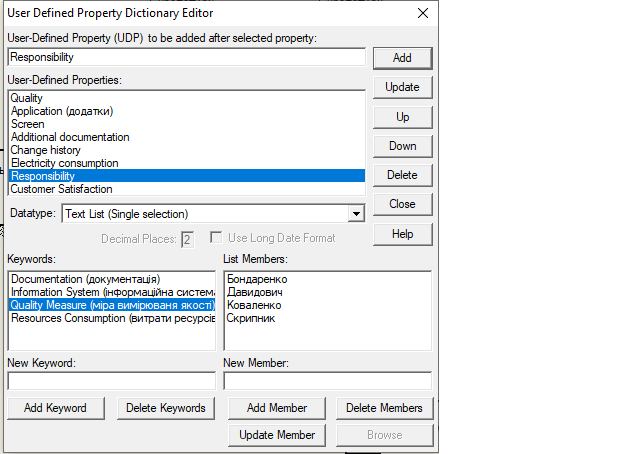 User Defined Property Dictionary Editor
User-Defined Property (UDP) to be added after selected property:
Responsibility
Add
User-Defined Properties:
Update
Quality
Application (додатки)
Screen
Additional documentation
Change history
Electricity consumption
Responsibility
Customer Satisfaction
Up
Down
Delete
Close
Help
Datatype: Text List (Single selection)
Decimal Places: 2 Use Long Date Format
Keywords:
Documentation (документація)
Information System (інформаційна система
Quality Measure (міра вимірюваня якості)
Resources Consumption (витрати ресурсів
List Members:
Бондаренко
Давидович
Коваленко
Скрипник
New Keyword:
New Member:
Add Keyword Delete Keywords Add Member Delete Members
Update Member Browse